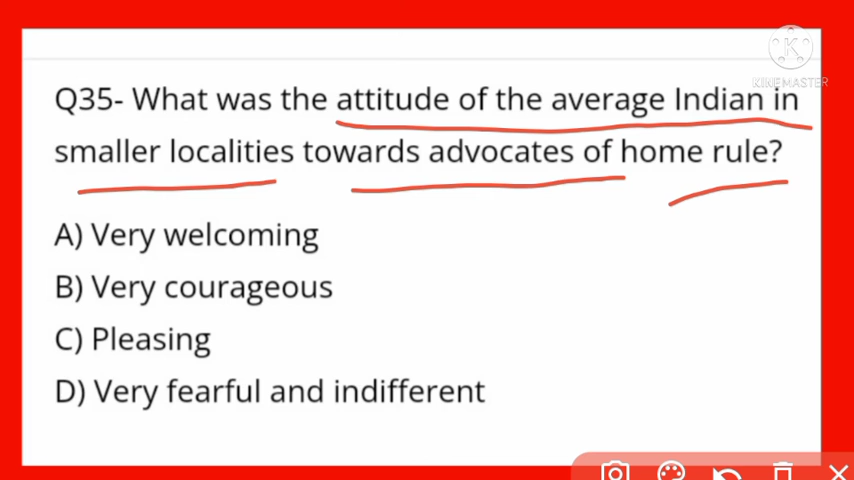 KINEMASTER
Q35- What was the attitude of the average Indian in
smaller localities towards advocates of home rule?
A) Very welcoming
B) Very courageous
C) Pleasing
D) Very fearful and indifferent